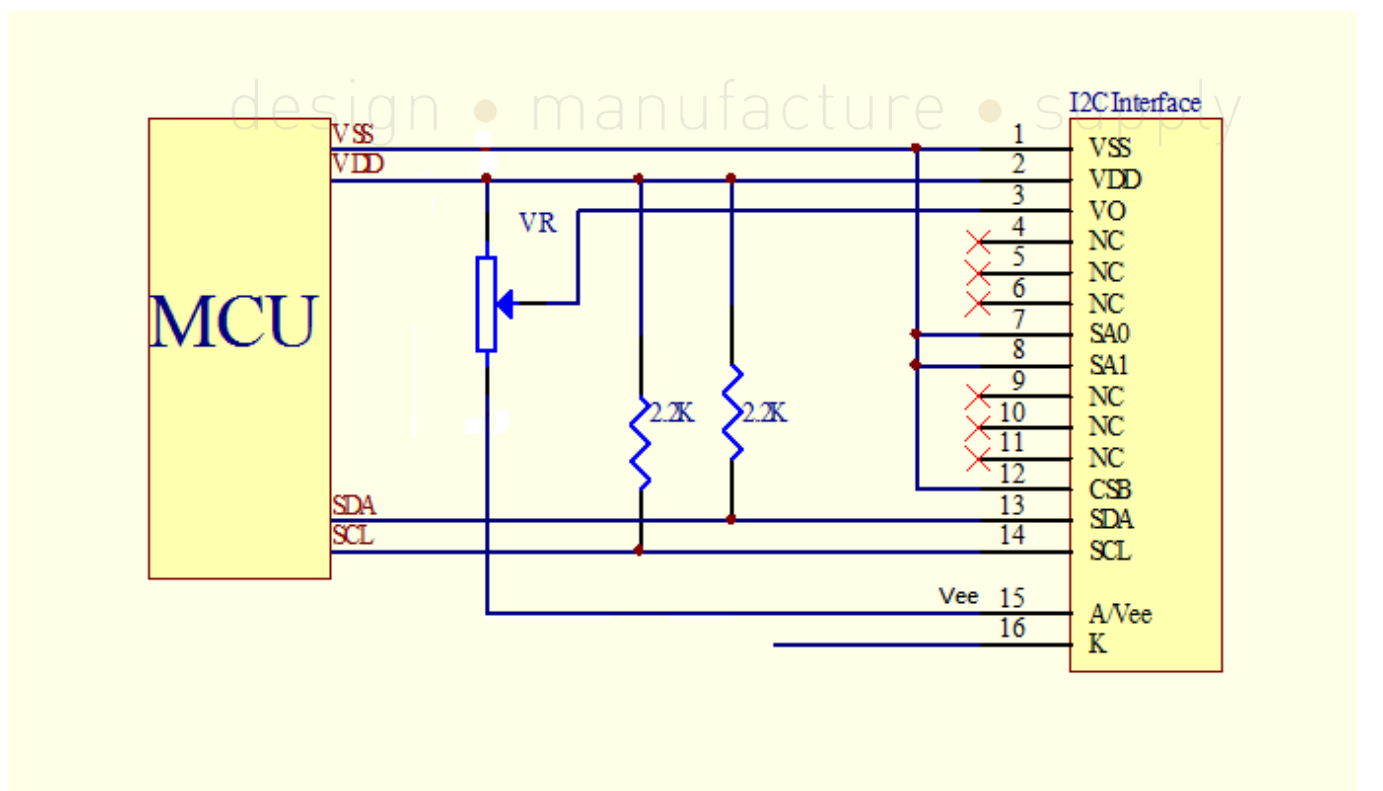 design • manufacture • supply
I2C Interface
VSS
1
VSS
VDD
2
VDD
3
VO
VR
4
NC
5
NC
6
NC
MCU
7
SA0
8
SA1
9
NC
2.2K
2.2K
10
NC
11
NC
12
CSB
SDA
13
SDA
SCL
14
SCL
Vee
15
A/Vee
16
K